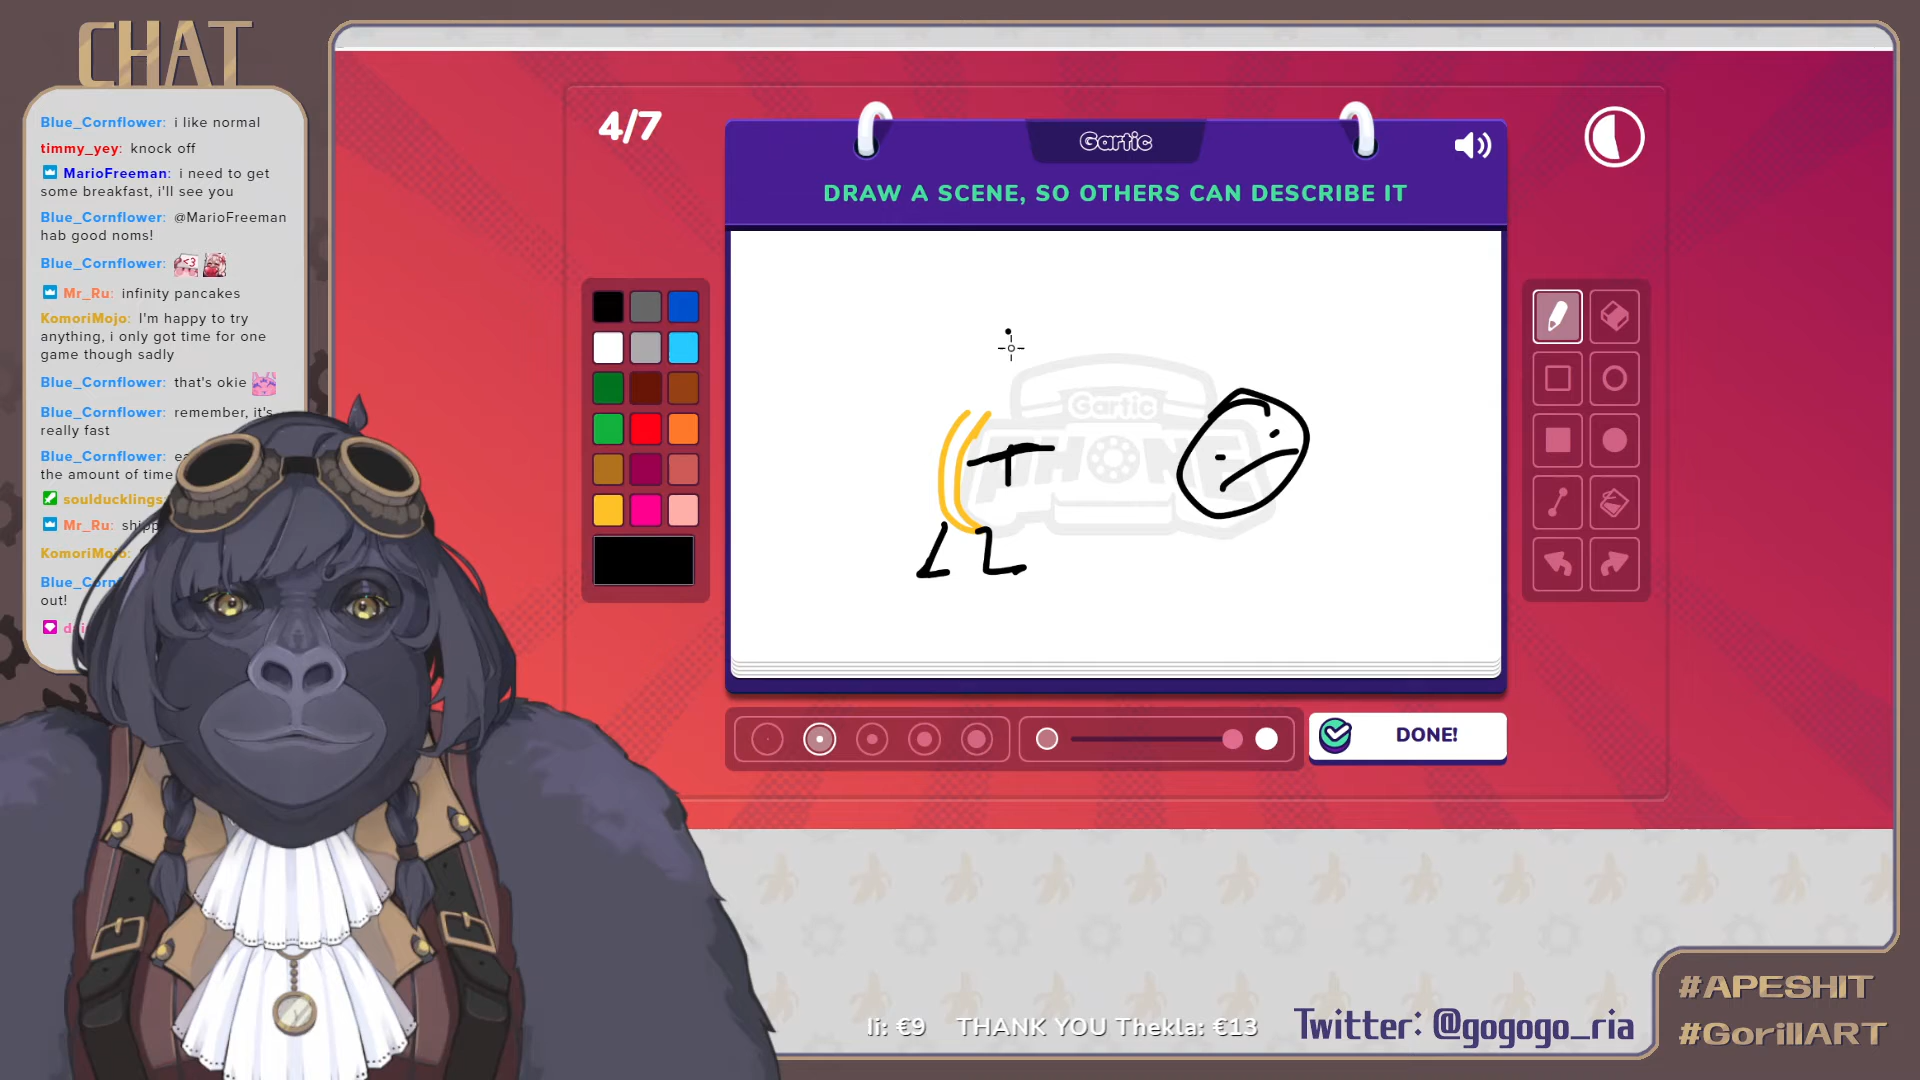 CHAT
Blue_Cornflower: i like normal
timmy_yey: knock off
MarioFreeman: i need to get
some breakfast, i'll see you
Blue_Cornflower: @MarioFreeman
hab good noms!
Blue_Cornflower:
Mr_Ru: infinity pancakes
KomoriMojo: I'm happy to try
anything, i only got time for one
game though sadly
Blue_Cornflower: that's okie
Blue_Cornflower: remember, it's
really fast
Blue_Cornflower:
the amount of time
soulducklings
Mr_Ru:
KomoriMojo:
out!
4/7
Gartic
DRAW A SCENE, SO OTHERS CAN DESCRIBE IT
Gartic
PHONE
DONE!
li: €9 THANK YOU Thekla: €13
Twitter: @gogogo_ria
#APESHIT
#GorillART